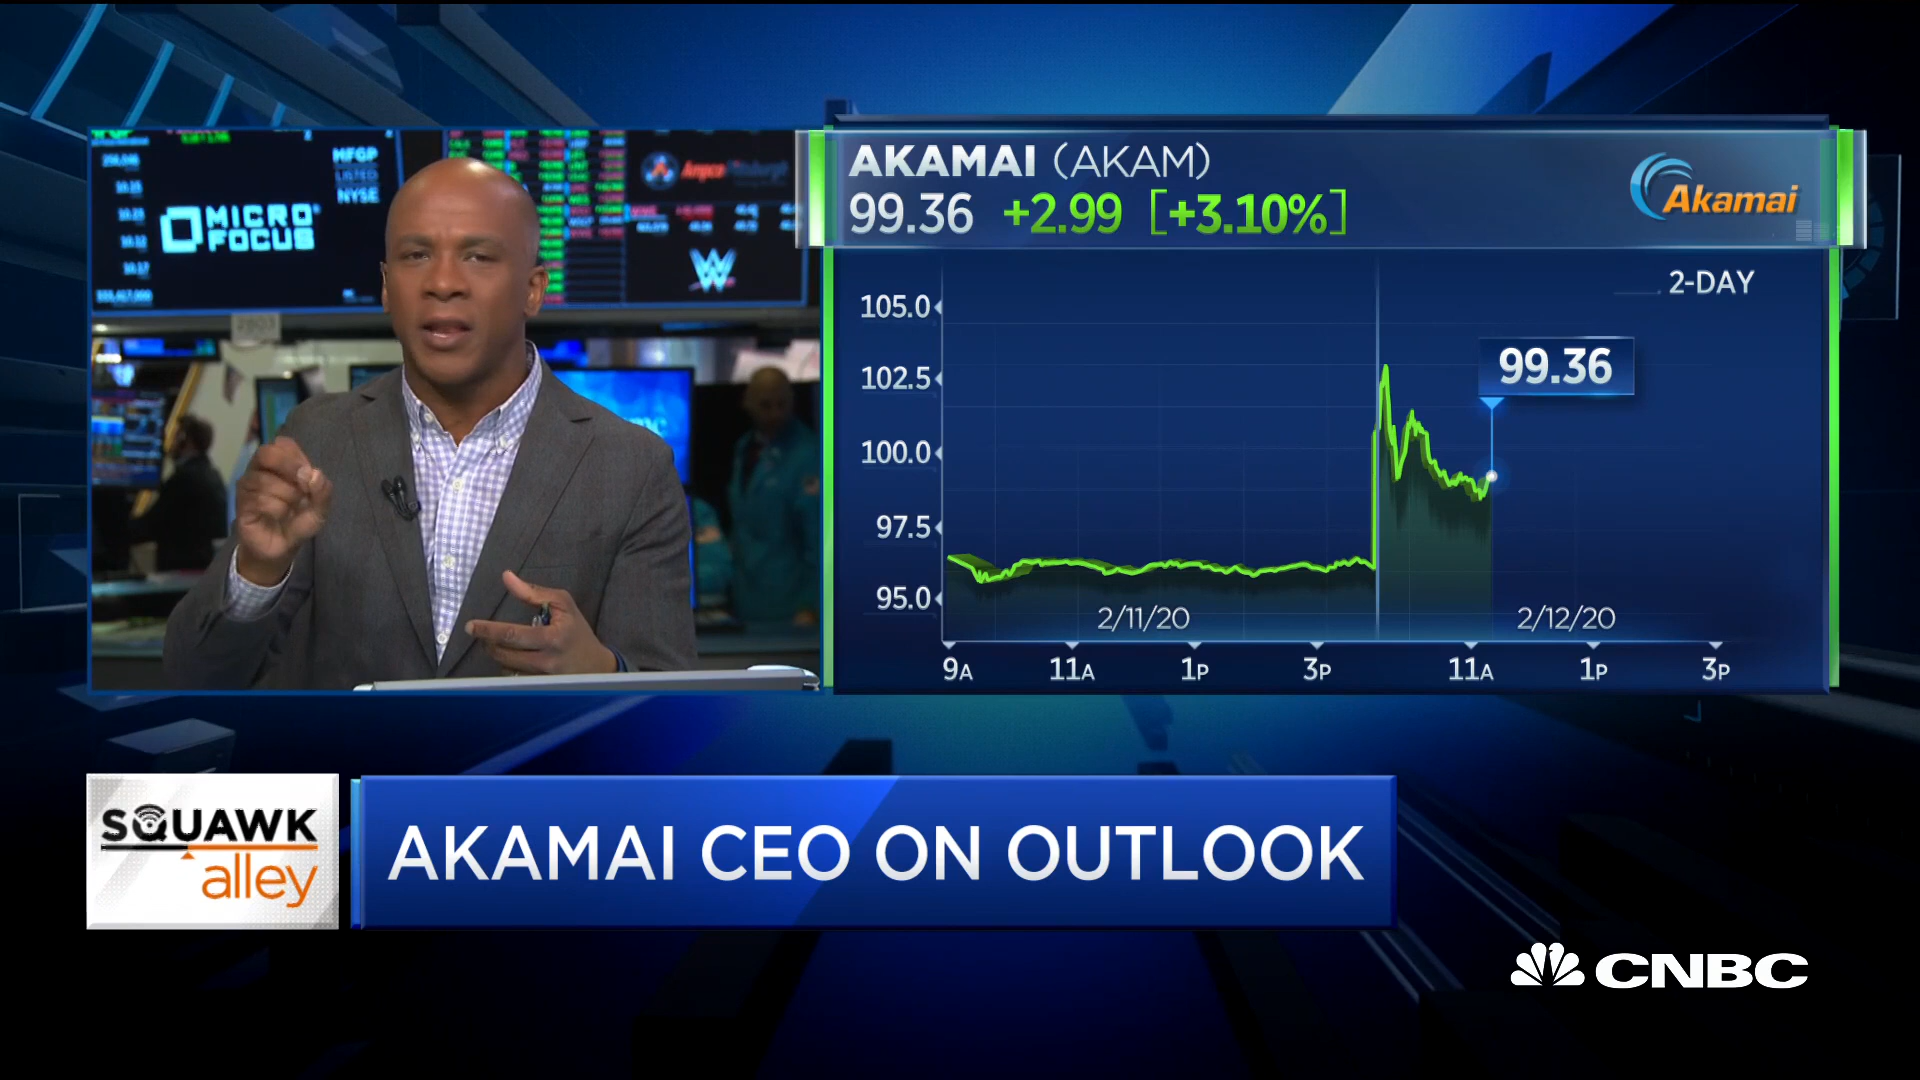 MFGP
LISTED
NYSE
MICRO
FOCUS
AKAMAI (AKAM)
99.36 +2.99 [+3.10%]
Akamai
2-DAY
105.0
102.5
100.0
97.5
95.0
99.36
2/11/20
2/12/20
9A 11A 1P 3P 11A 1P 3P
SQUAWK
alley
AKAMAI CEO ON OUTLOOK
CNBC